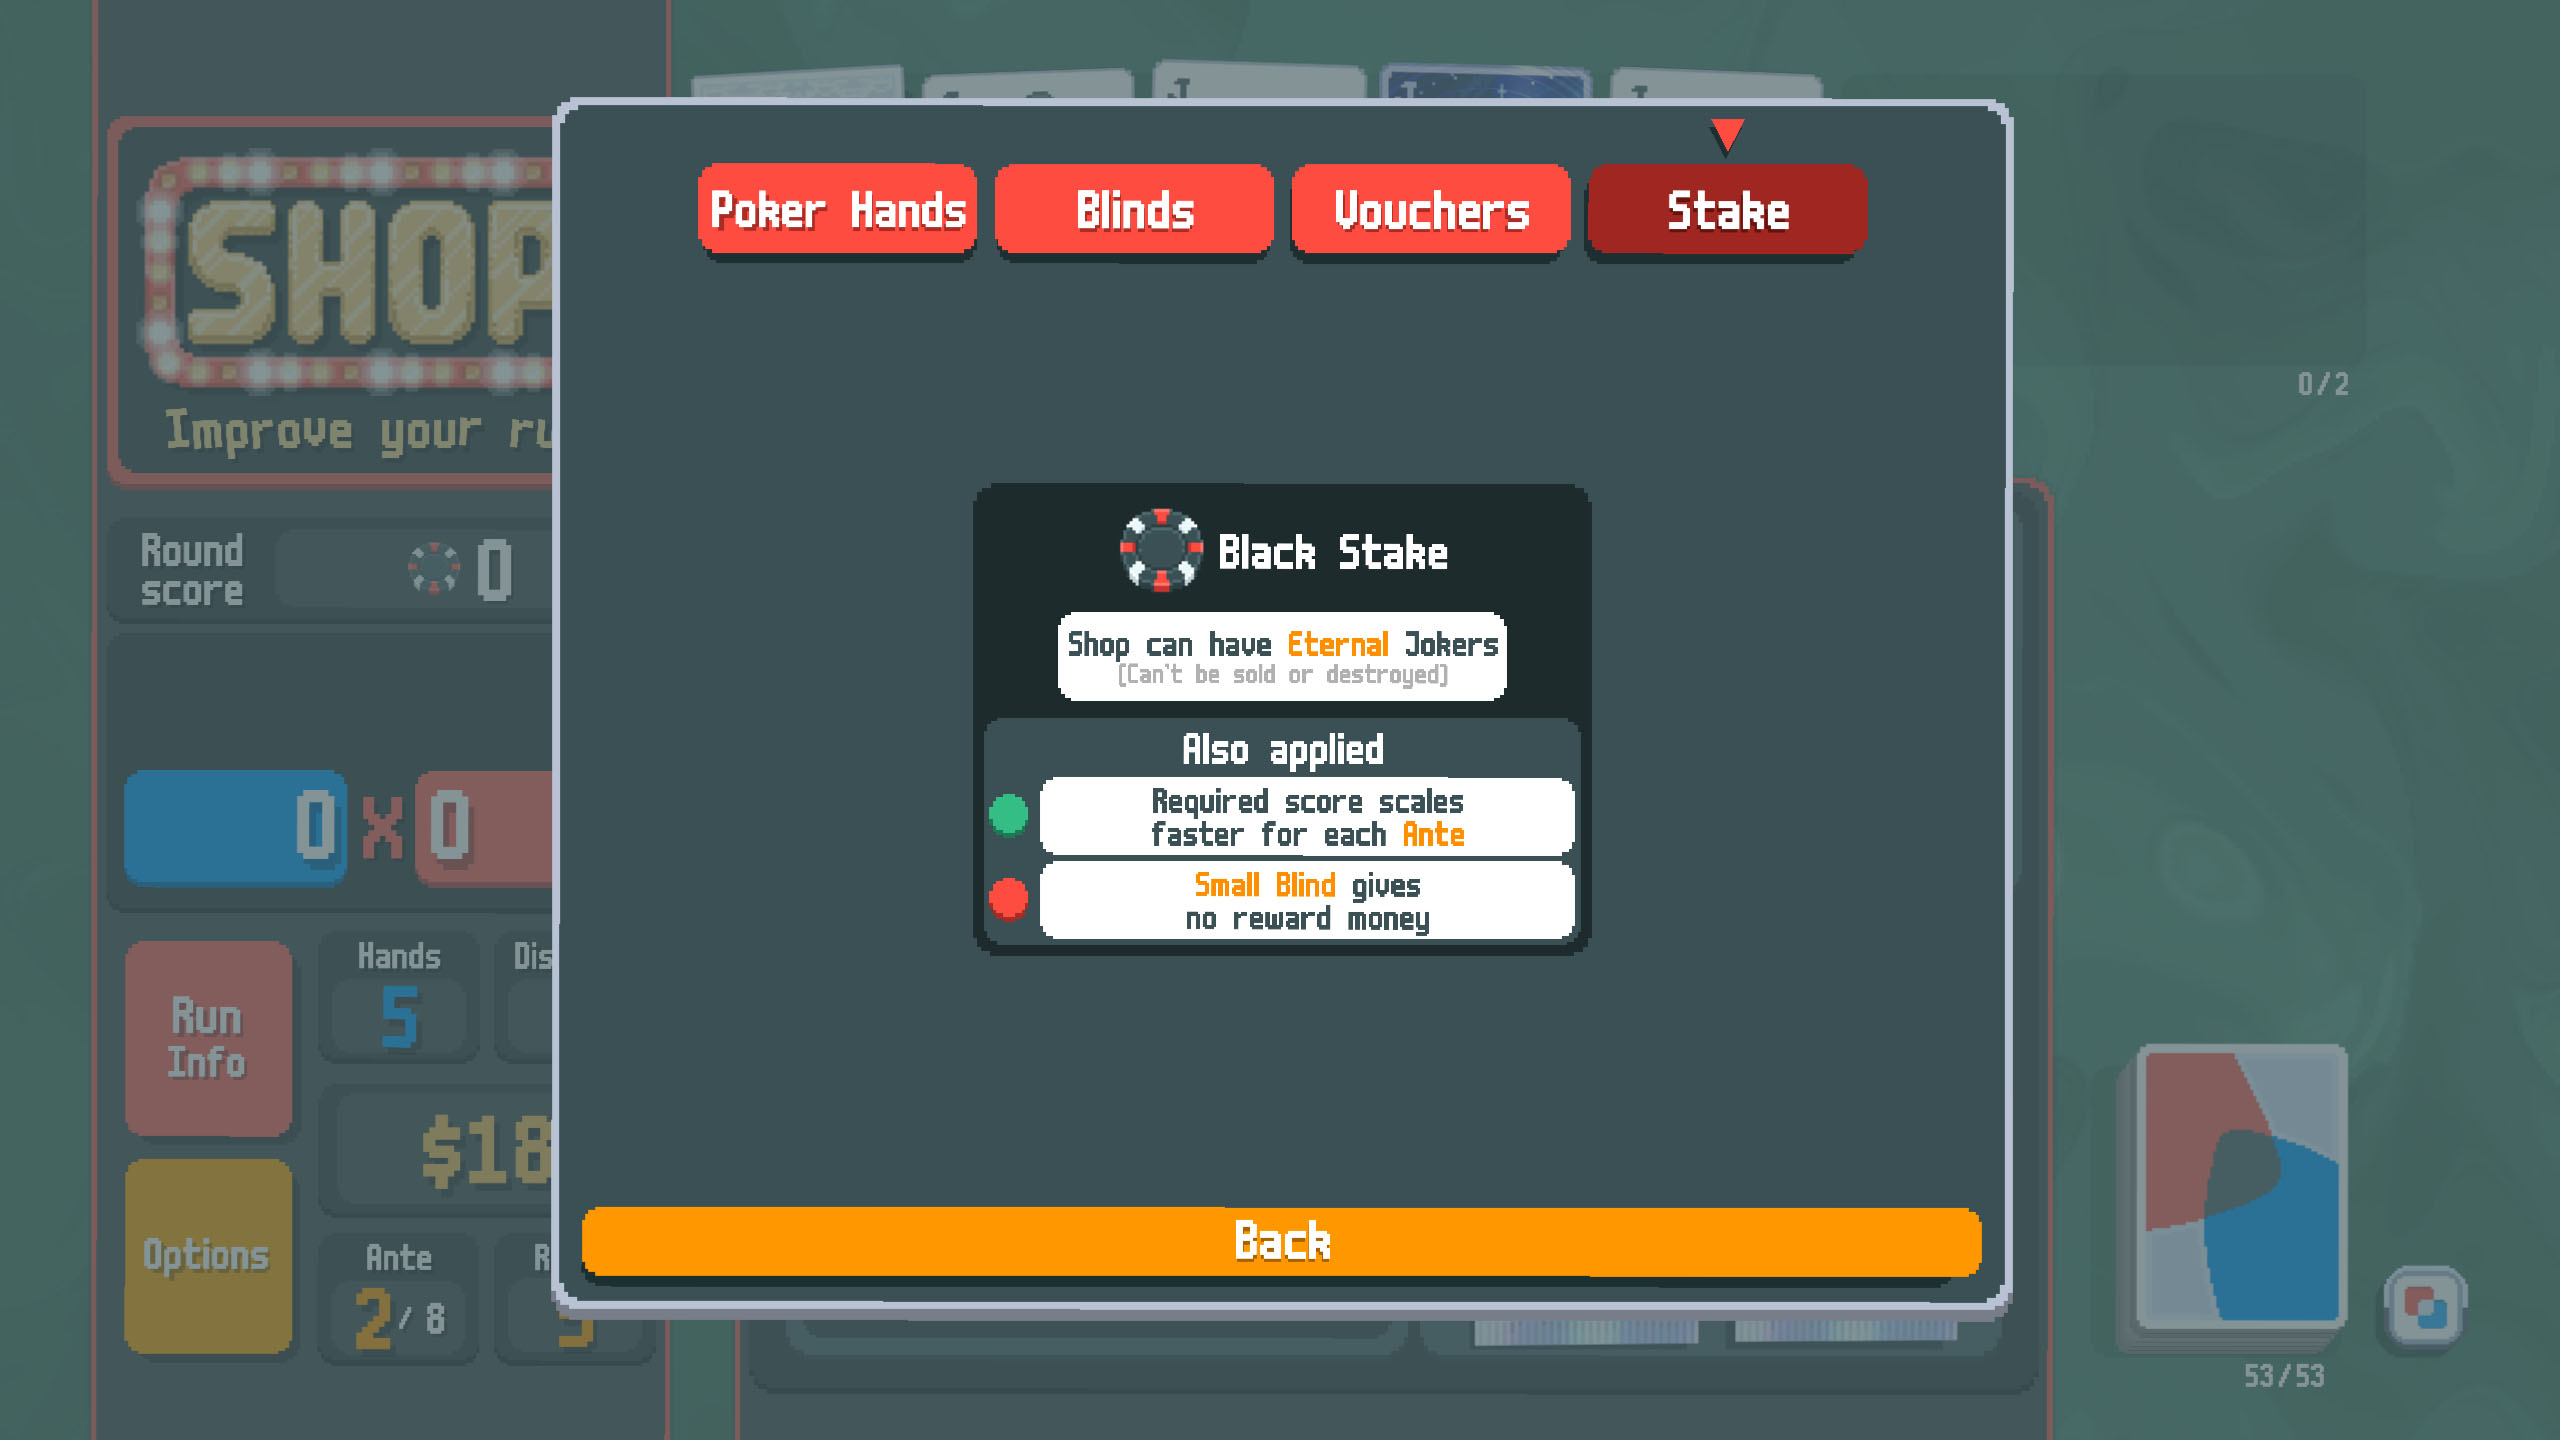 Poker Hands
Blinds
Vouchers
Stake
SHOP
Improve your ru
0/2
Round
score
0
Black Stake
Shop can have Eternal Jokers
(Can't be sold or destroyed)
Also applied
Required score scales
faster for each Ante
Small Blind gives
no reward money
0 X 0
Run
Info
Hands
5
Dis
$18
Options
Ante
2 / 8
R
Back
53/53